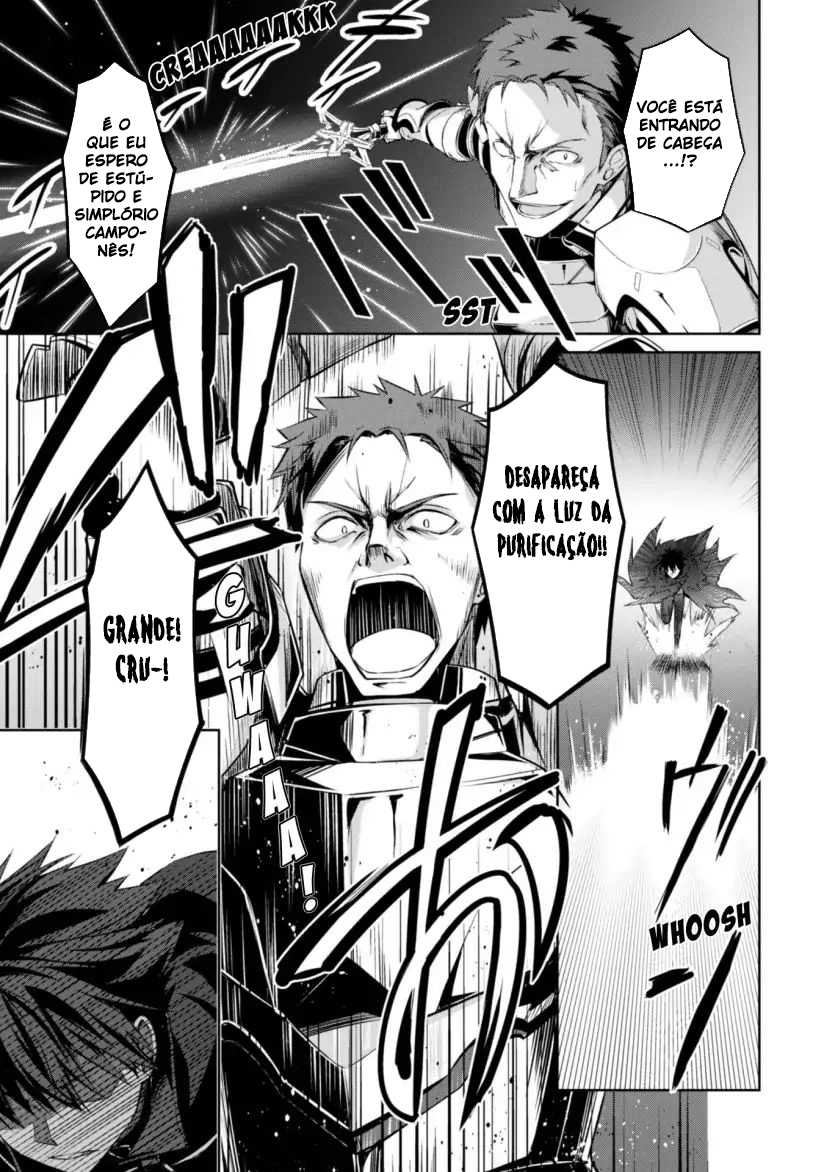 VOCÊ ESTÁ
ENTRANDO
DE CABEÇA
...!?
CREAAAAAAKKK
É O
QUE EU
ESPERO
DE ESTÚ-
PIDO E
SIMPLÓRIO
CAMPO-
NÊS!
SST
DESAPAREÇA
COM A LUZ DA
PURIFICAÇÃO!!
GRANDE!
CRU-!
GUWAAA!
WHOOSH